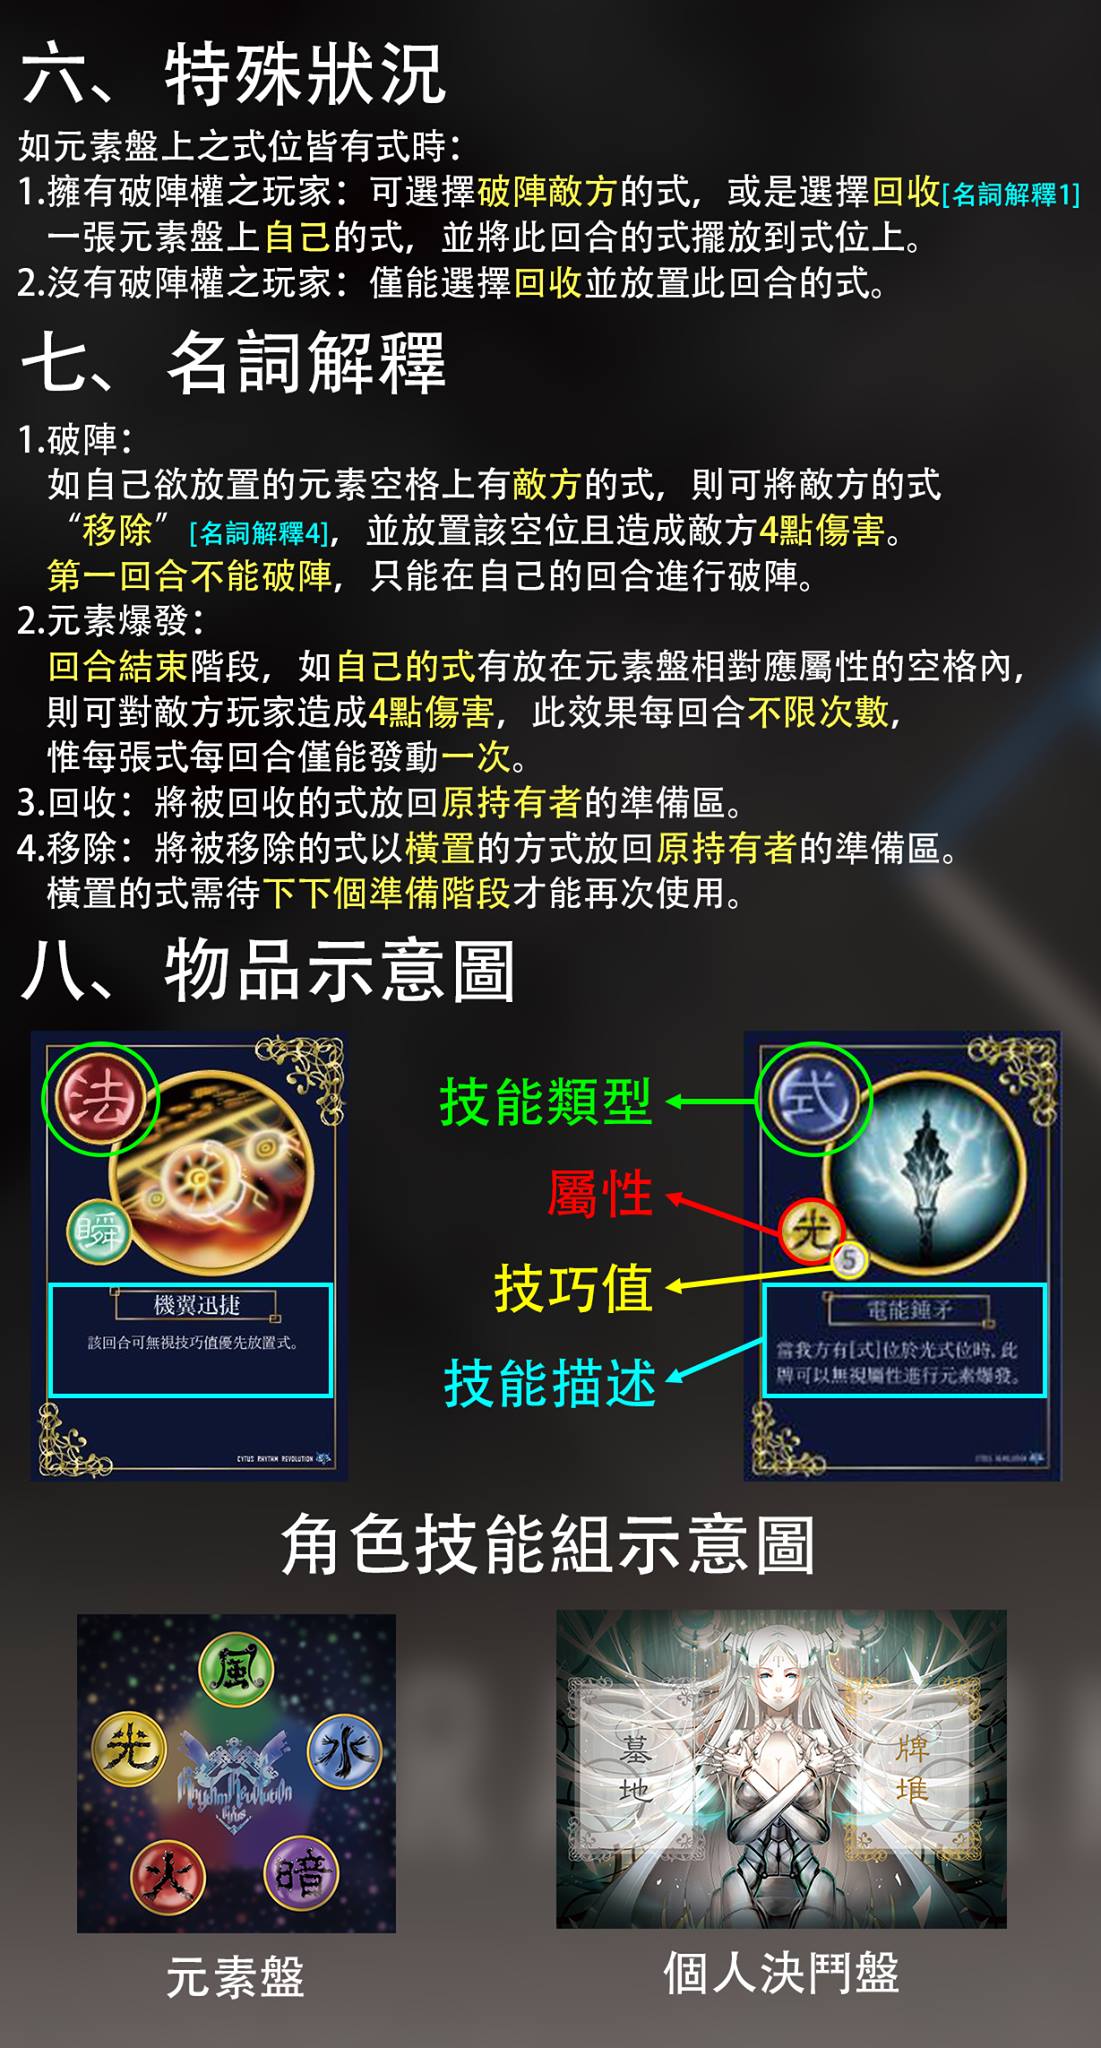 六、特殊狀況
如元素盤上之式位皆有式時：
1.擁有破陣權之玩家：可選擇破陣敵方的式，或是選擇回收[名詞解釋1]
一張元素盤上自己的式，並將此回合的式擺放到式位上。
2.沒有破陣權之玩家：僅能選擇回收並放置此回合的式。
七、名詞解釋
1.破陣：
如自己欲放置的元素空格上有敵方的式，則可將敵方的式
“移除”[名詞解釋4]，並放置該空位且造成敵方4點傷害。
第一回合不能破陣，只能在自己的回合進行破陣。
2.元素爆發：
回合結束階段，如自己的式有放在元素盤相對應屬性的空格內，
則可對敵方玩家造成4點傷害，此效果每回合不限次數，
惟每張式每回合僅能發動一次。
3.回收：將被回收的式放回原持有者的準備區。
4.移除：將被移除的式以橫置的方式放回原持有者的準備區。
橫置的式需待下下個準備階段才能再次使用。
八、物品示意圖
法
瞬
機翼迅捷
該回合可無視技巧值優先放置式。
CYTUS RHYTHM REVOLUTION
技能類型
屬性
技巧值
技能描述
式
光
5
電能錘矛
當我方有[式]位於光式位時，此
牌可以無視屬性進行元素爆發。
角色技能組示意圖
風
光
水
Rhythm Revolution
Cytus
火
暗
元素盤
墓地
牌堆
個人決鬥盤